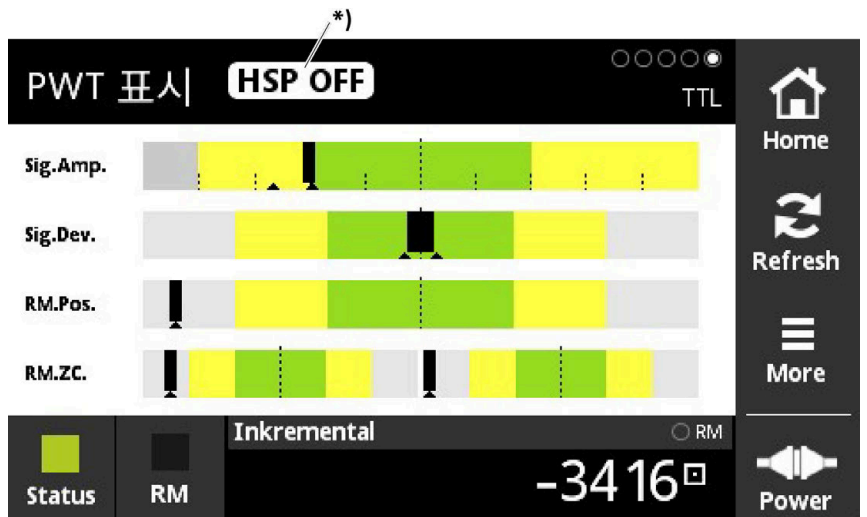 *)
PWT 표시
HSP OFF
TTL
Home
Sig.Amp.
Sig.Dev.
Refresh
RM.Pos.
RM.ZC.
More
Inkremental
RM
-3416
Status
RM
Power